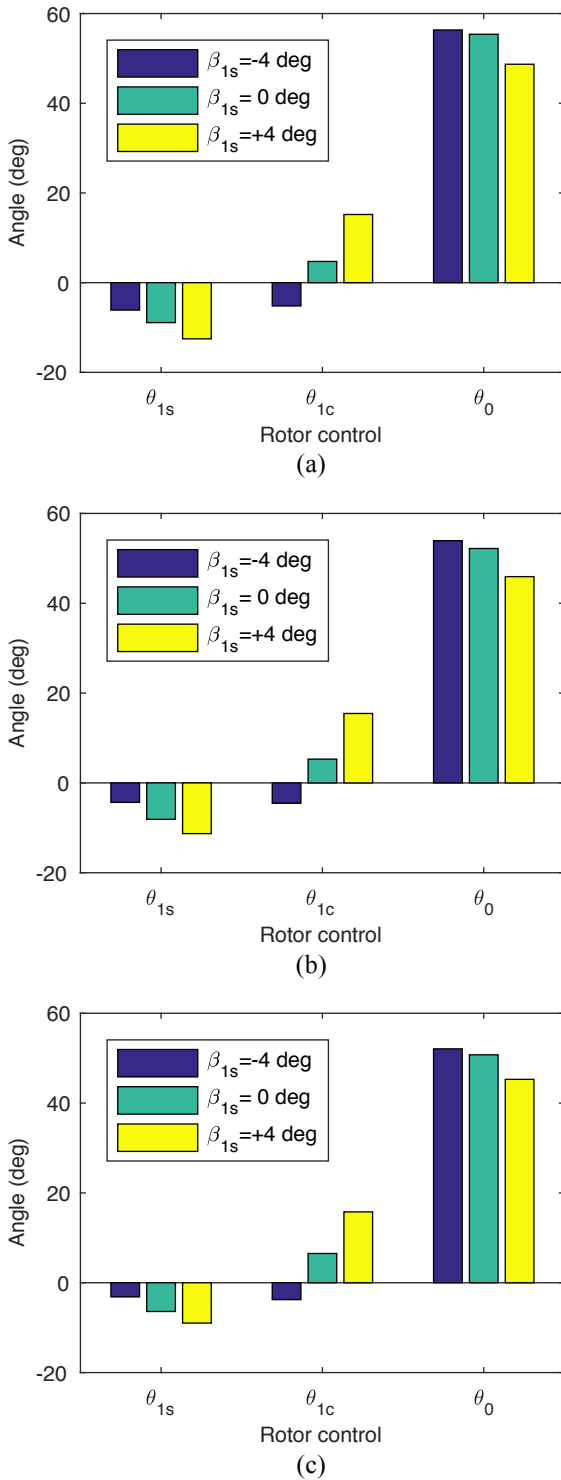 60
40
20
0
-20
Angle (deg)
β1s=-4 deg
β1s= 0 deg
β1s=+4 deg
θ1s θ1c θ0
Rotor control
(a)
60
40
20
0
-20
Angle (deg)
β1s=-4 deg
β1s= 0 deg
β1s=+4 deg
θ1s θ1c θ0
Rotor control
(b)
60
40
20
0
-20
Angle (deg)
β1s=-4 deg
β1s= 0 deg
β1s=+4 deg
θ1s θ1c θ0
Rotor control
(c)